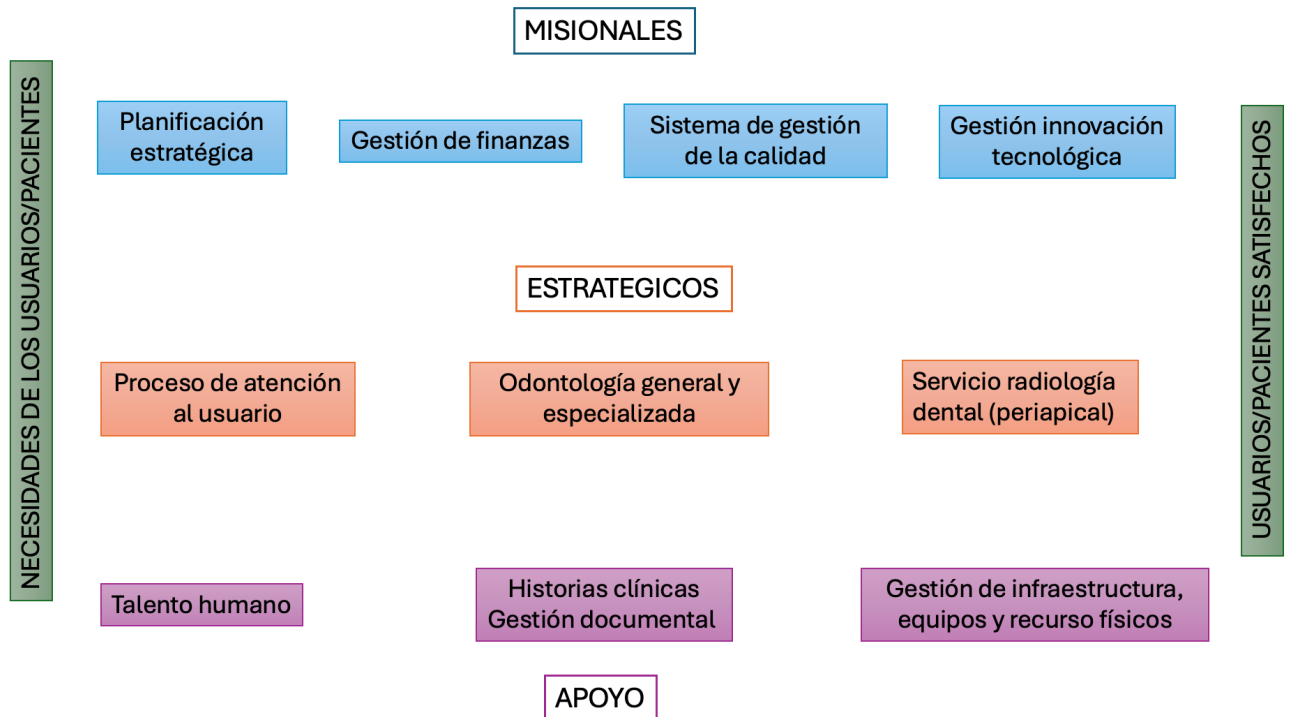 MISIONALES
NECESIDADES DE LOS USUARIOS/PACIENTES
Planificación
estratégica
Gestión de finanzas
Sistema de gestión
de la calidad
Gestión innovación
tecnológica
USUARIOS/PACIENTES SATISFECHOS
ESTRATEGICOS
Proceso de atención
al usuario
Odontología general y
especializada
Servicio radiología
dental (periapical)
Talento humano
Historias clínicas
Gestión documental
Gestión de infraestructura,
equipos y recurso físicos
APOYO